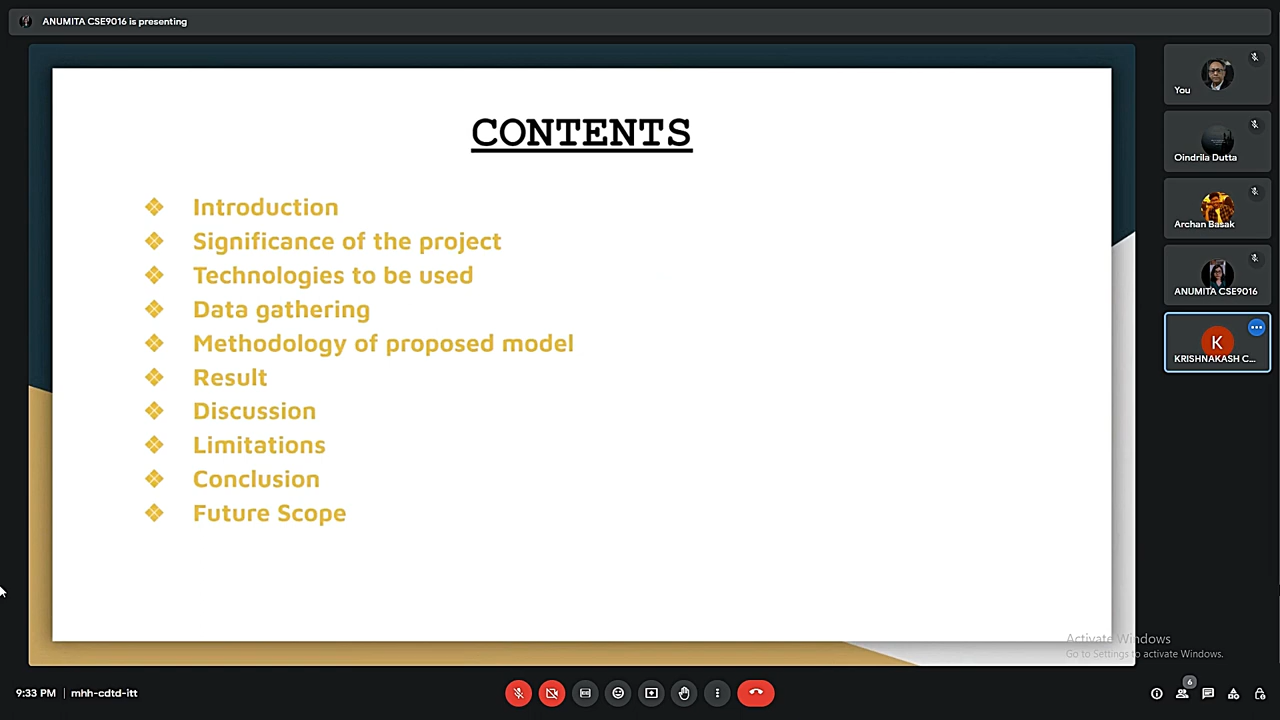 ANUMITA CSE9016 is presenting
CONTENTS
❖ Introduction
❖ Significance of the project
❖ Technologies to be used
❖ Data gathering
❖ Methodology of proposed model
❖ Result
❖ Discussion
❖ Limitations
❖ Conclusion
❖ Future Scope
You
Oindrila Dutta
Archan Basak
ANUMITA CSE9016
K
KRISHNAKASH C...
Activate Windows
Go to Settings to activate Windows.
9:33 PM | mhh-cdtd-itt
6